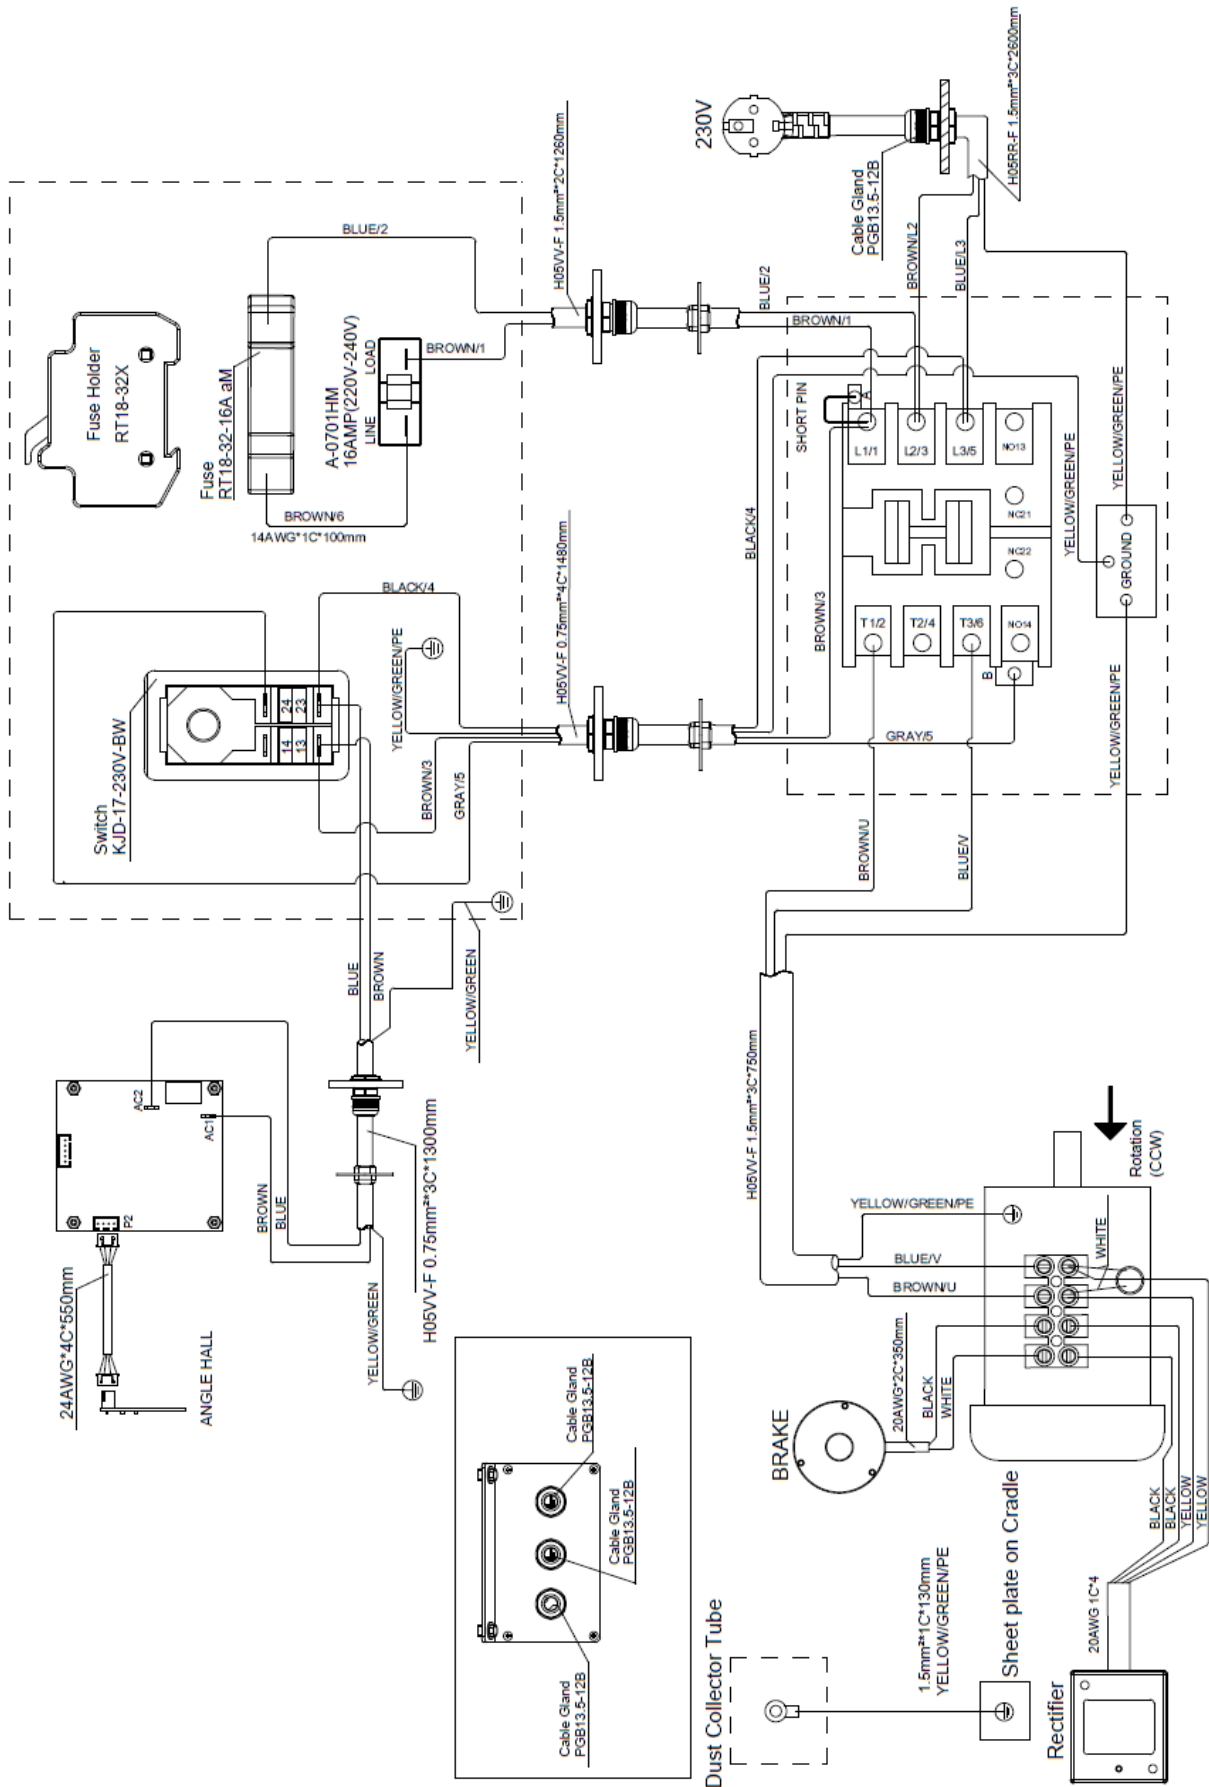 Fuse Holder
RT18-32X
Fuse
RT18-32-16A aM
BLUE/2
BROWN/6
14AWG*1C*100mm
A-0701HM
16AMP(220V-240V)
LINE
LOAD
BROWN/1
Switch
KJD-17-230V-BW
14
24
13
23
BLACK/4
YELLOW/GREEN/PE
BROWN/3
GRAY/5
H05VV-F 1.5mm²*2C*1260mm
H05VV-F 0.75mm²*4C*1480mm
BLUE
BROWN
YELLOW/GREEN
AC2
AC1
P2
24AWG*4C*550mm
ANGLE HALL
BROWN
BLUE
YELLOW/GREEN
H05VV-F 0.75mm²*3C*1300mm
230V
Cable Gland
PGB13.5-12B
H05RR-F 1.5mm²*3C*2600mm
BROWN/L2
BLUE/L3
BLUE/2
BROWN/1
BLACK/4
BROWN/3
GRAY/5
SHORT PIN
A
L1/1
L2/3
L3/5
NO13
NC21
NC22
T1/2
T2/4
T3/6
NO14
B
YELLOW/GREEN/PE
YELLOW/GREEN/PE
GROUND
YELLOW/GREEN/PE
BROWN/U
BLUE/V
H05VV-F 1.5mm²*3C*750mm
YELLOW/GREEN/PE
BLUE/V
BROWN/U
WHITE
Rotation
(CCW)
20AWG*2C*350mm
BLACK
WHITE
BRAKE
BLACK
BLACK
YELLOW
YELLOW
20AWG 1C*4
Rectifier
Sheet plate on Cradle
1.5mm²*1C*130mm
YELLOW/GREEN/PE
Dust Collector Tube
Cable Gland
PGB13.5-12B
Cable Gland
PGB13.5-12B
Cable Gland
PGB13.5-12B